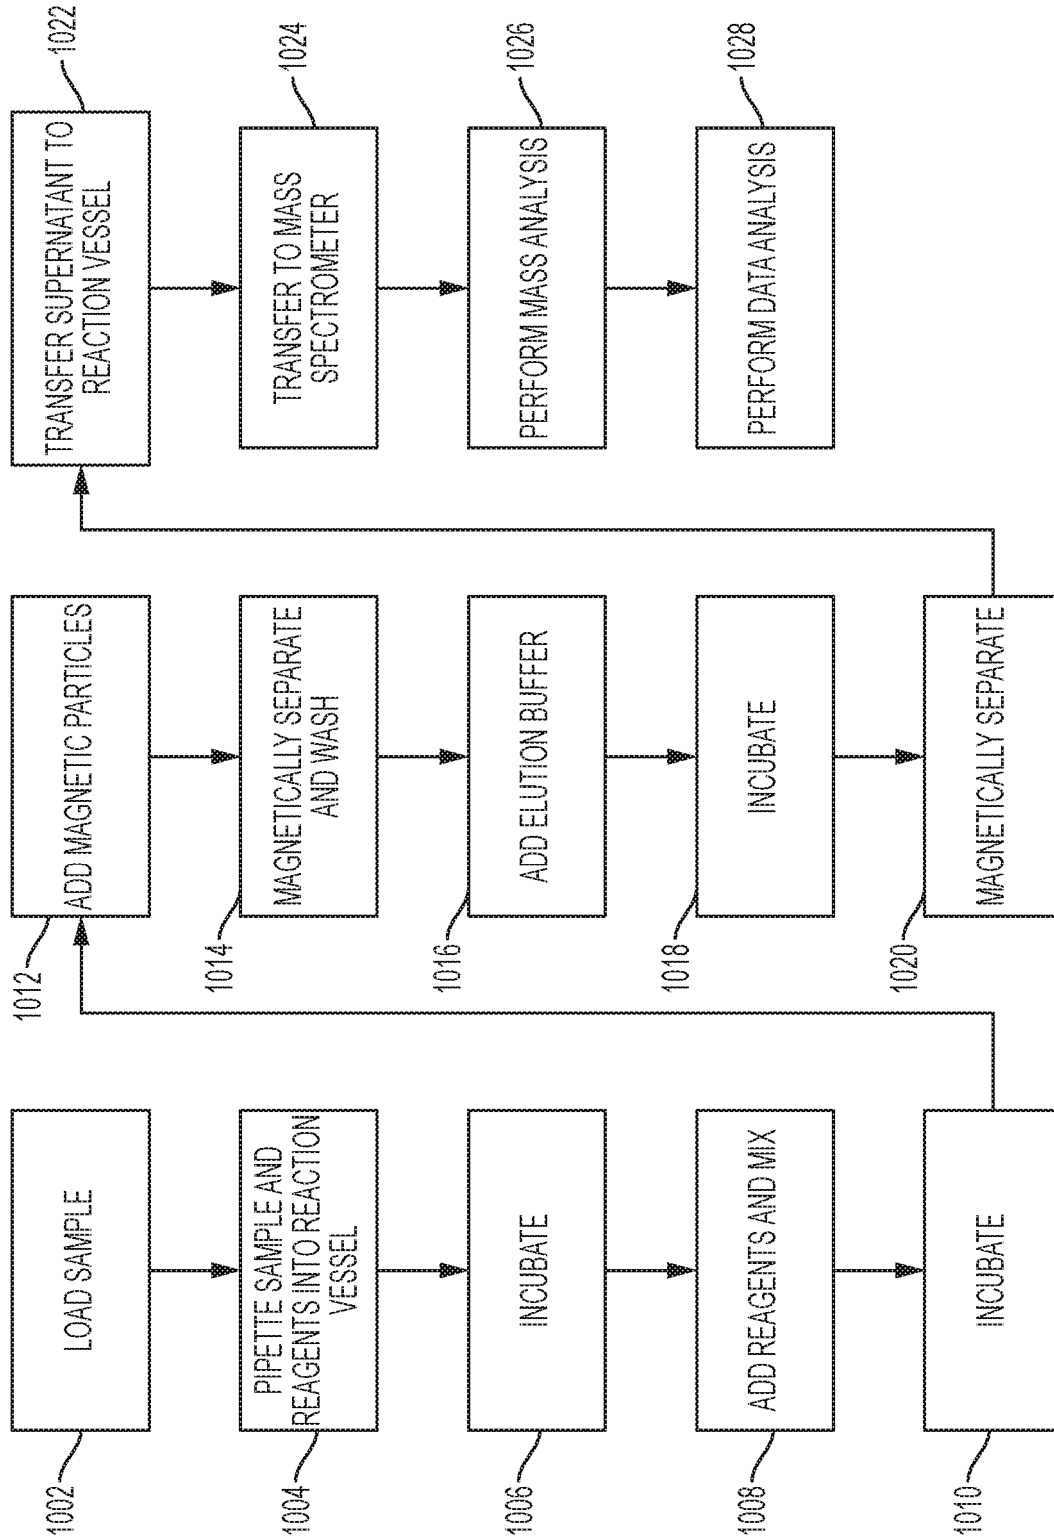 1002
LOAD SAMPLE
1004
PIPETTE SAMPLE AND
REAGENTS INTO REACTION
VESSEL
1006
INCUBATE
1008
ADD REAGENTS AND MIX
1010
INCUBATE
1012
ADD MAGNETIC PARTICLES
1014
MAGNETICALLY SEPARATE
AND WASH
1016
ADD ELUTION BUFFER
1018
INCUBATE
1020
MAGNETICALLY SEPARATE
TRANSFER SUPERNATANT TO
REACTION VESSEL
1022
TRANSFER TO MASS
SPECTROMETER
1024
PERFORM MASS ANALYSIS
1026
PERFORM DATA ANALYSIS
1028